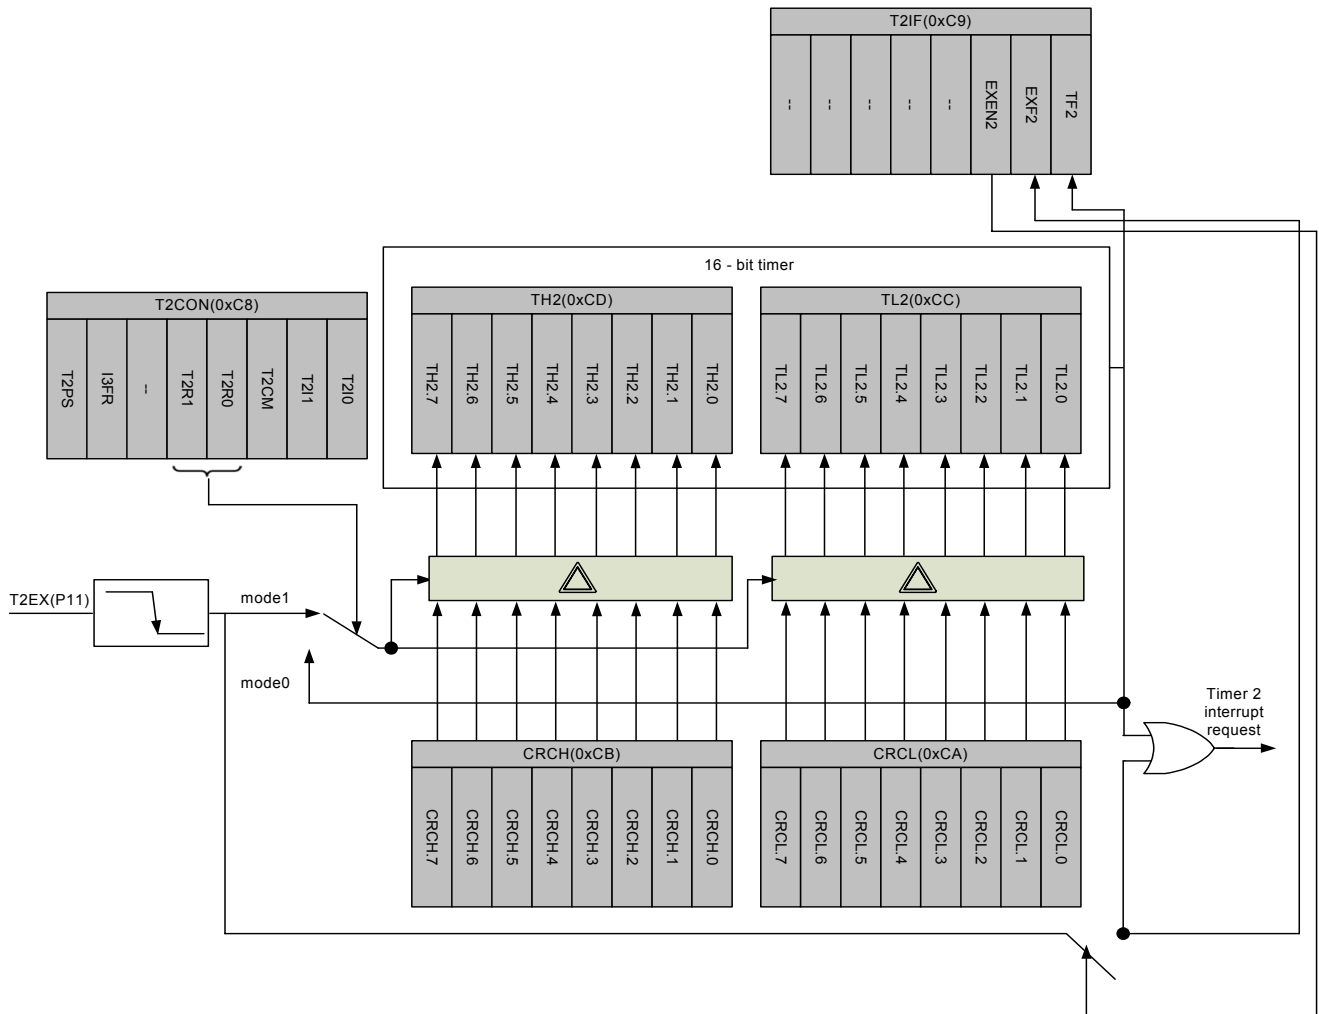 T2IF(0xC9)
--
--
--
--
--
EXEN2
EXF2
TF2
16 - bit timer
T2CON(0xC8)
T2PS
I3FR
--
T2R1
T2R0
T2CM
T2I1
T2I0
TH2(0xCD)
TH2.7
TH2.6
TH2.5
TH2.4
TH2.3
TH2.2
TH2.1
TH2.0
TL2(0xCC)
TL2.7
TL2.6
TL2.5
TL2.4
TL2.3
TL2.2
TL2.1
TL2.0
T2EX(P11)
mode1
mode0
Timer 2
interrupt
request
CRCH(0xCB)
CRCH.7
CRCH.6
CRCH.5
CRCH.4
CRCH.3
CRCH.2
CRCH.1
CRCH.0
CRCL(0xCA)
CRCL.7
CRCL.6
CRCL.5
CRCL.4
CRCL.3
CRCL.2
CRCL.1
CRCL.0